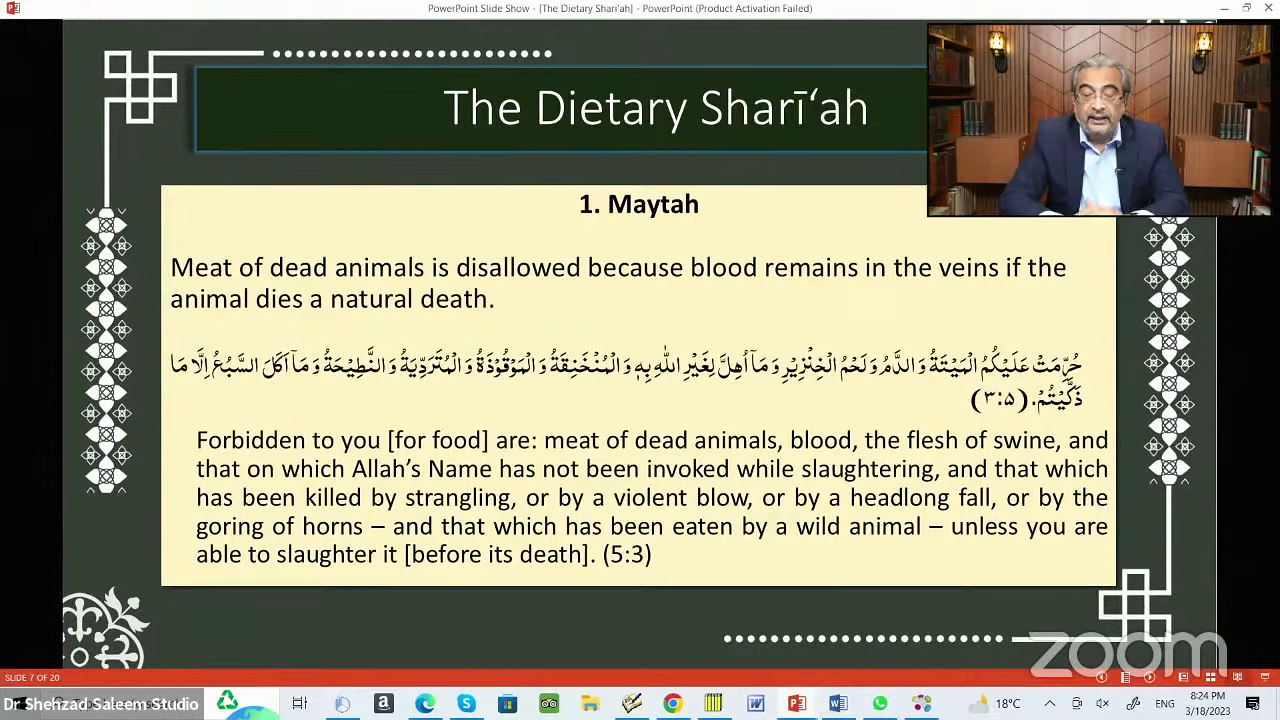 PowerPoint Slide Show - [The Dietary Shari'ah] - PowerPoint (Product Activation Failed)
The Dietary Sharī‘ah
1. Maytah
Meat of dead animals is disallowed because blood remains in the veins if the
animal dies a natural death.
حُرِّمَتْ عَلَيْكُمُ الْمَيْتَةُ وَالدَّمُ وَلَحْمُ الْخِنْزِيْرِ وَمَآ اُهِلَّ لِغَيْرِ اللّٰهِ بِهٖ وَالْمُنْخَنِقَةُ وَالْمَوْقُوْذَةُ وَالْمُتَرَدِّيَةُ وَالنَّطِيْحَةُ وَمَآ اَكَلَ السَّبُعُ اِلَّا مَا
ذَكَّيْتُمْ. (۳:۵)
Forbidden to you [for food] are: meat of dead animals, blood, the flesh of swine, and
that on which Allah’s Name has not been invoked while slaughtering, and that which
has been killed by strangling, or by a violent blow, or by a headlong fall, or by the
goring of horns – and that which has been eaten by a wild animal – unless you are
able to slaughter it [before its death]. (5:3)
zoom
SLIDE 7 OF 20
Dr Shehzad Saleem Studio
18°C
ENG
8:24 PM
3/18/2023